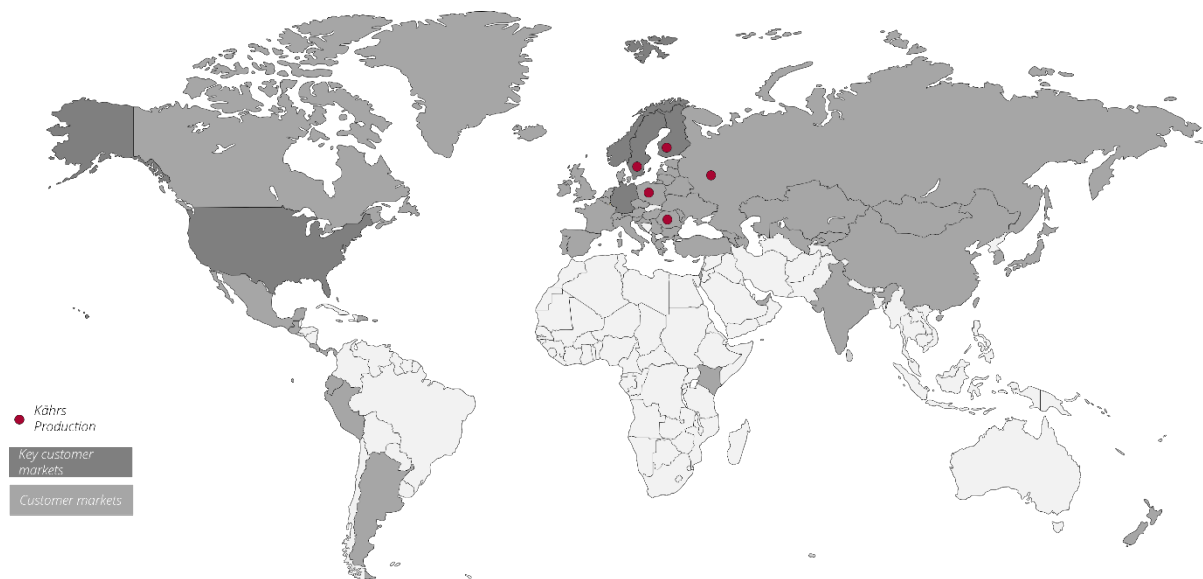 Kährs
Production
Key customer
markets
Customer markets